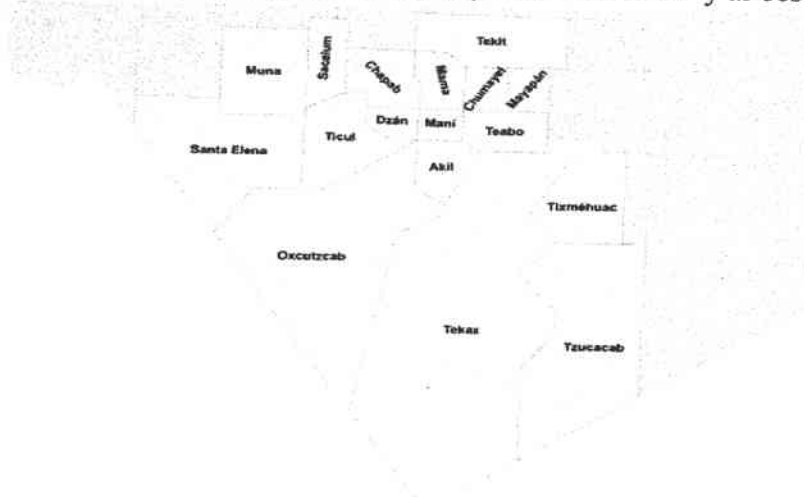 Tekit
Muna
Sacalum
Chapab
Mama
Chumayel
Mayapán
Dzán
Maní
Teabo
Ticul
Santa Elena
Akil
Tixméhuac
Oxcutzcab
Tekax
Tzucacab